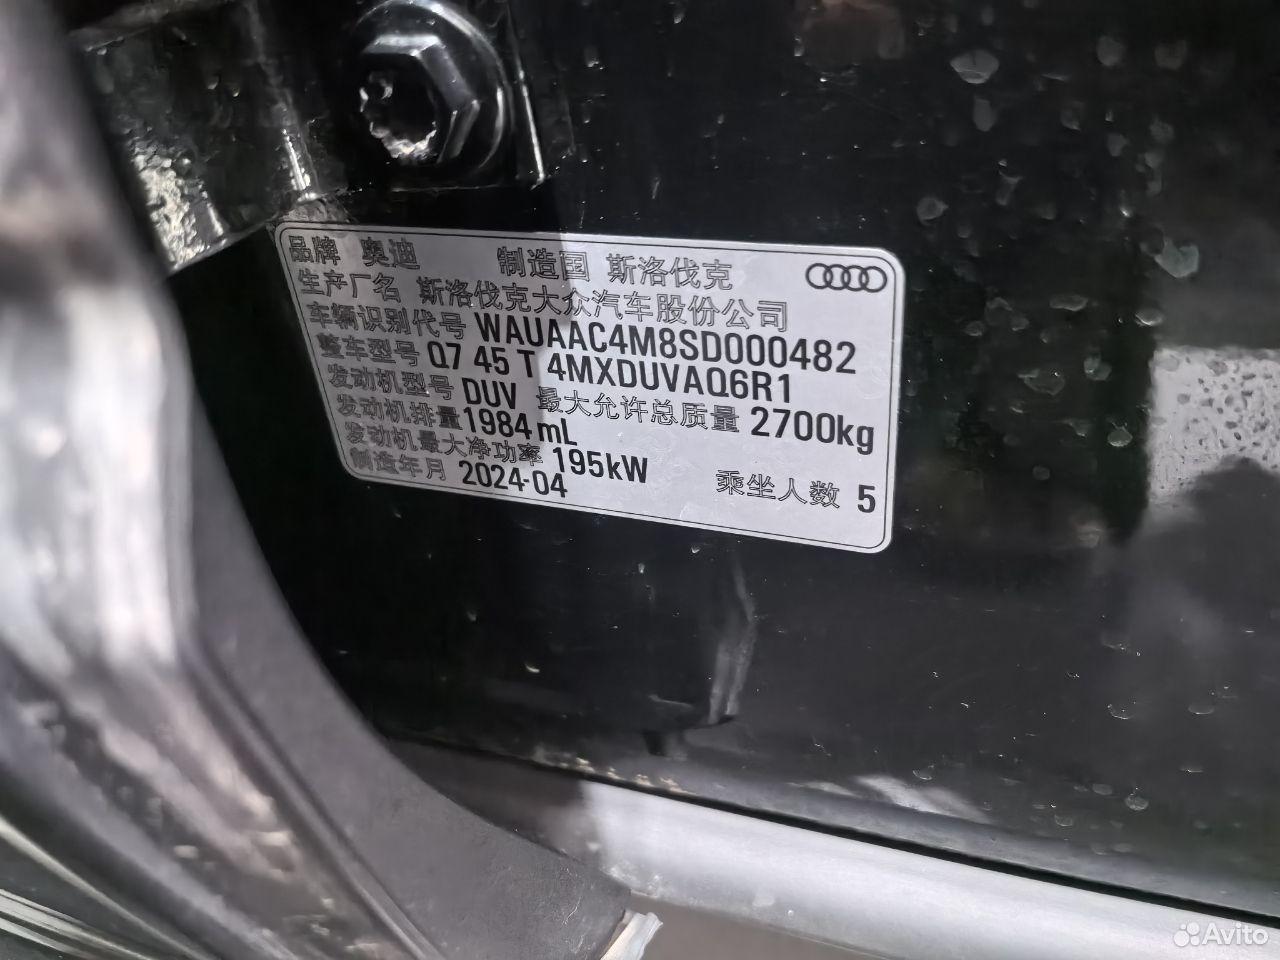 品牌 奥迪 制造国 斯洛伐克
生产厂名 斯洛伐克大众汽车股份公司
车辆识别代号 WAUAAC4M8SD000482
整车型号 Q7 45 T 4MXDUVAQ6R1
发动机型号 DUV 最大允许总质量 2700kg
发动机排量 1984 mL
发动机最大净功率 195kW 乘坐人数 5
制造年月 2024-04
Avito